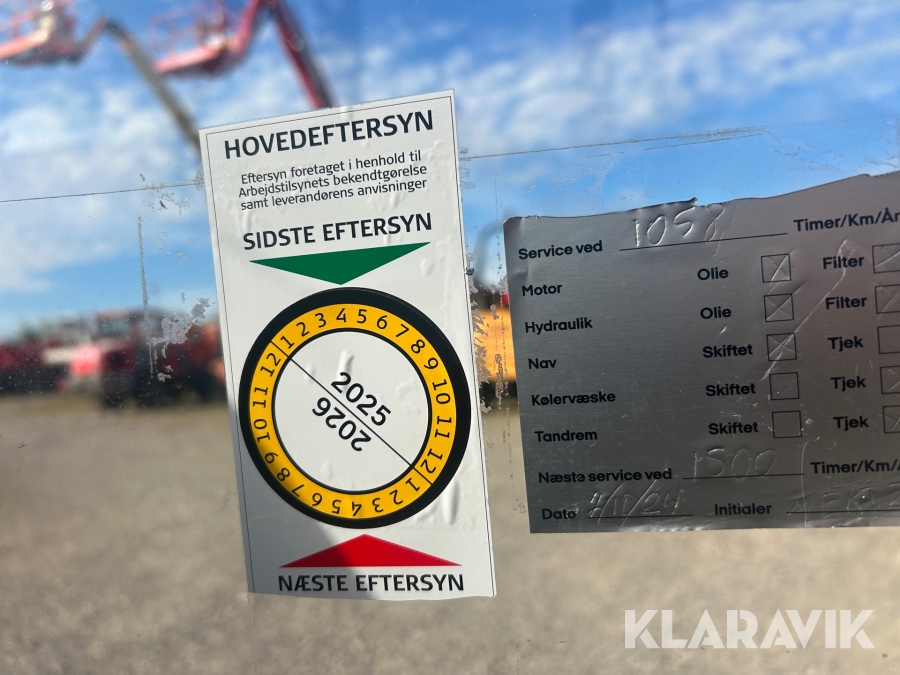 HOVEDEFTERSYN
Eftersyn foretaget i henhold til
Arbejdstilsynets bekendtgørelse
samt leverandørens anvisninger
SIDSTE EFTERSYN
1 2 3 4 5 6 7 8 9 10 11 12
2025
2026
1 2 3 4 5 6 7 8 9 10 11 12
NÆSTE EFTERSYN
Service ved 1058 Timer/Km/År
Motor Olie Filter
Hydraulik Olie Filter
Nav Skiftet Tjek
Kølervæske Skiftet Tjek
Tandrem Skiftet Tjek
Næste service ved 1500 Timer/Km/
Dato /10/24 Initialer
KLARAVIK